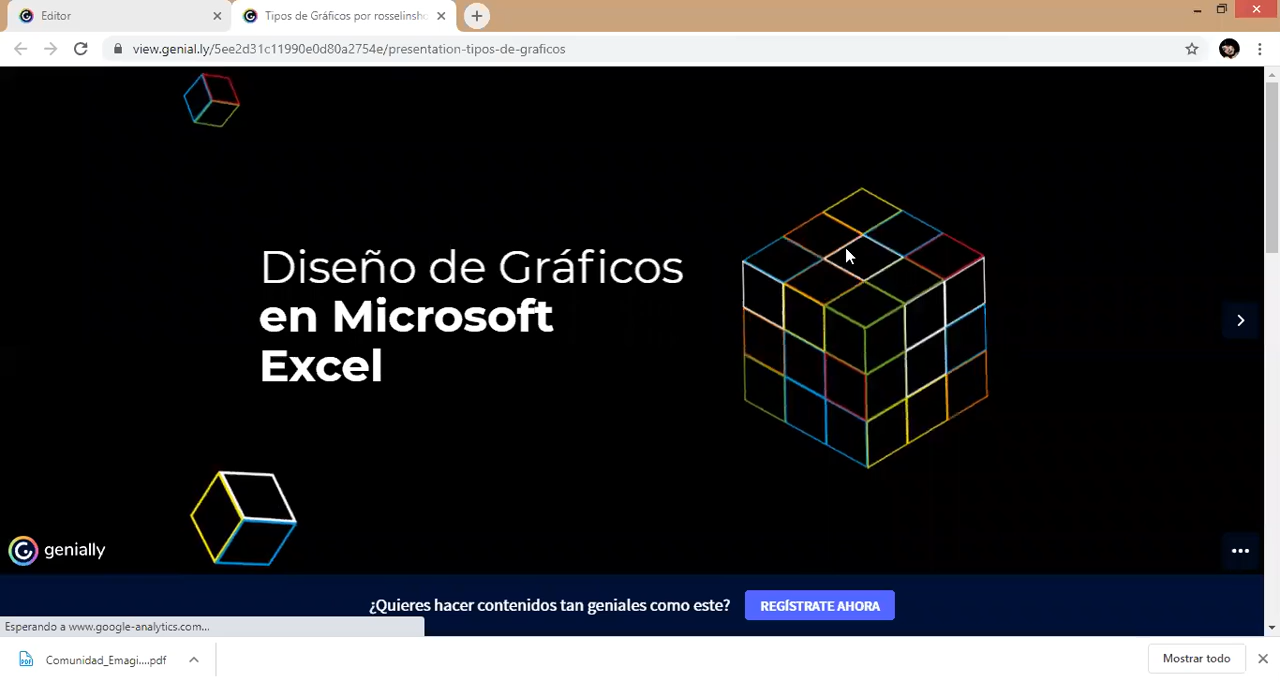 Editor
Tipos de Gráficos por rosselinsho
view.genial.ly/5ee2d31c11990e0d80a2754e/presentation-tipos-de-graficos
Diseño de Gráficos
en Microsoft
Excel
genially
¿Quieres hacer contenidos tan geniales como este?
REGÍSTRATE AHORA
Esperando a www.google-analytics.com...
Comunidad_Emagi....pdf
Mostrar todo